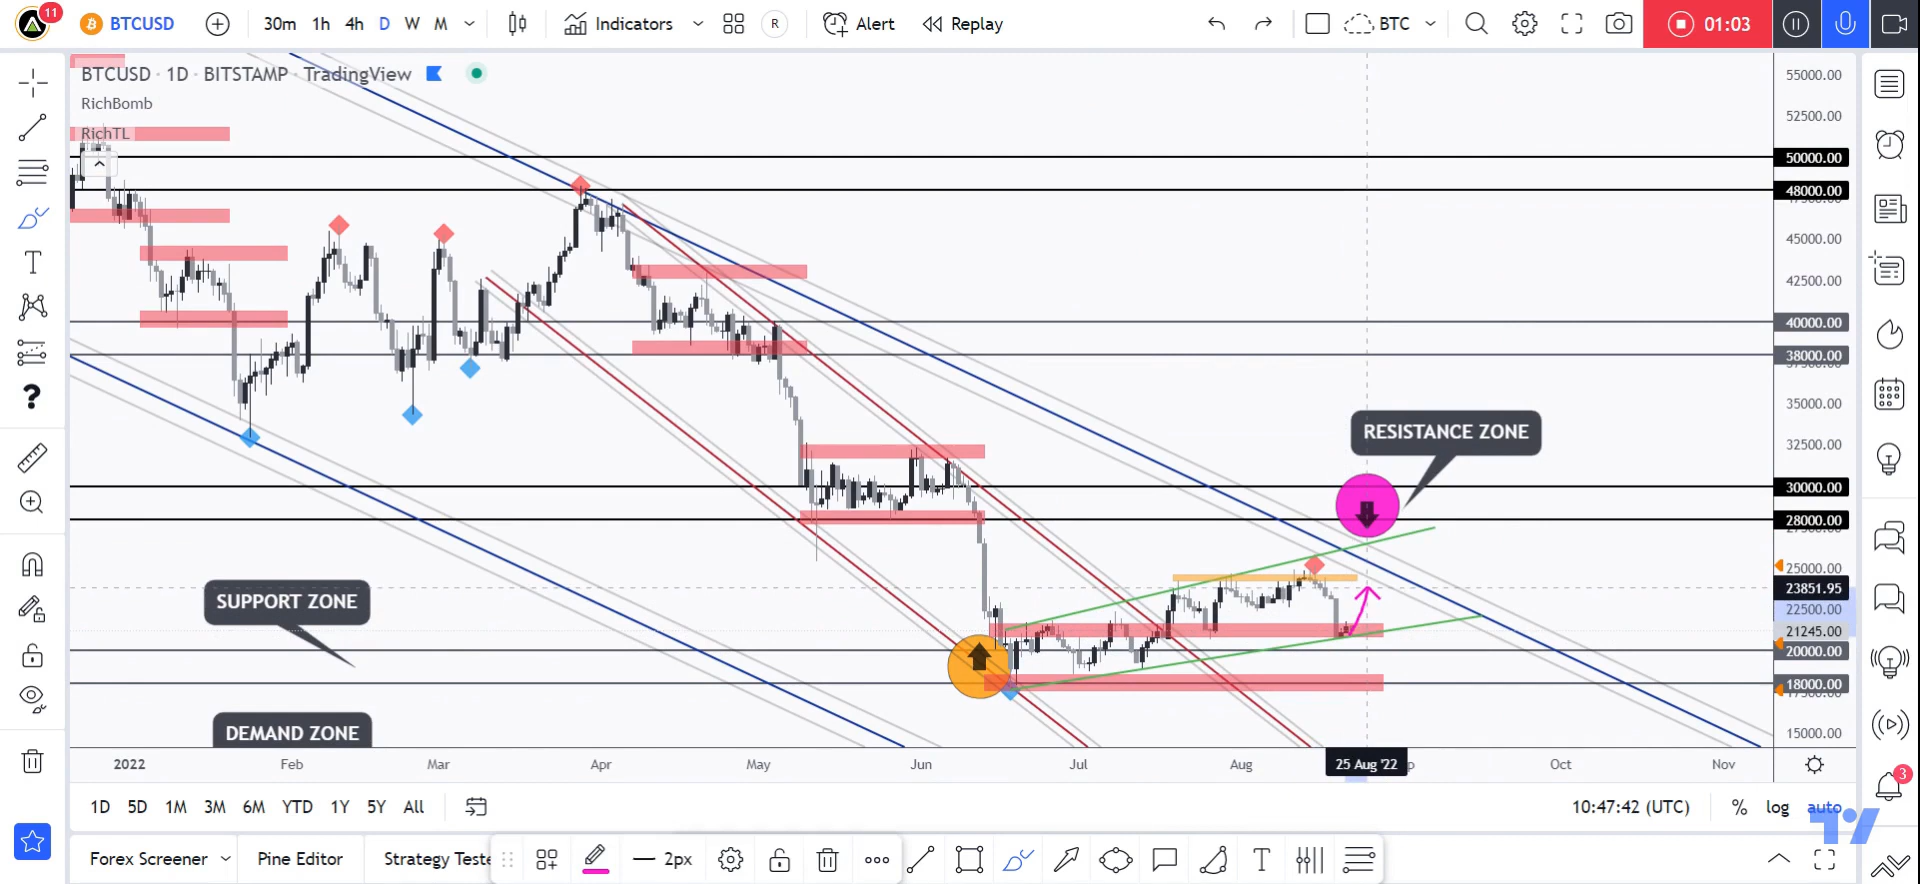 11
BTCUSD
30m 1h 4h D W M
Indicators
R
Alert
Replay
BTC
01:03
BTCUSD · 1D · BITSTAMP · TradingView
RichBomb
RichTL
55000.00
52500.00
50000.00
48000.00
45000.00
42500.00
40000.00
38000.00
35000.00
32500.00
30000.00
28000.00
25000.00
23851.95
22500.00
21245.00
20000.00
18000.00
15000.00
RESISTANCE ZONE
SUPPORT ZONE
DEMAND ZONE
2022 Feb Mar Apr May Jun Jul Aug 25 Aug '22 Oct Nov
1D 5D 1M 3M 6M YTD 1Y 5Y All
10:47:42 (UTC)
% log auto
3
Forex Screener
Pine Editor
Strategy Teste
2px
T